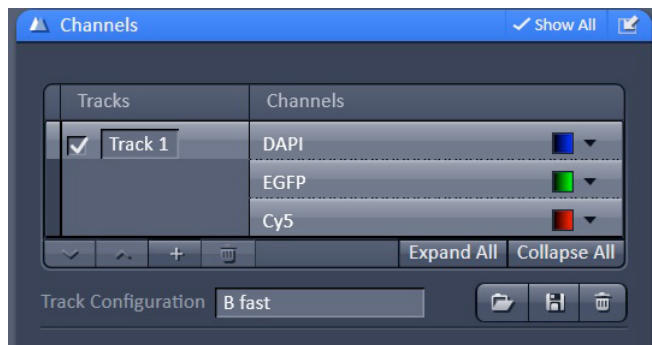 Channels Show All
Tracks Channels
Track 1 DAPI
EGFP
Cy5
Expand All Collapse All
Track Configuration B fast